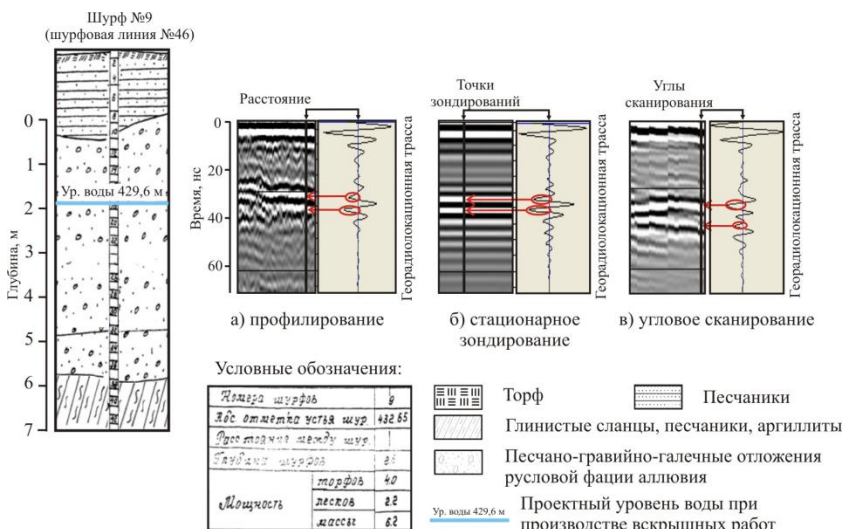 Шурф №9
(шурфовая линия №46)
0
1
Ур. воды 429,6 м
2
3
4
5
6
7
Глубина, м
2
4
6
8
Расстояние
Время, нс
0
20
40
60
Георадиолокационная трасса
а) профилирование
Точки
зондирований
Георадиолокационная трасса
б) стационарное
зондирование
Углы
сканирования
Георадиолокационная трасса
в) угловое сканирование
Условные обозначения:
Номера шурфов 9
Абс отметка устья шур. 432.65
Расстояние между шур.
Глубина шурфов
Мощность
торфов 4.0
песков 2.2
массы 6.2
Торф
Песчаники
Глинистые сланцы, песчаники, аргиллиты
Песчано-гравийно-галечные отложения
русловой фации аллювия
Ур. воды 429,6 м
Проектный уровень воды при
производстве вскрышных работ